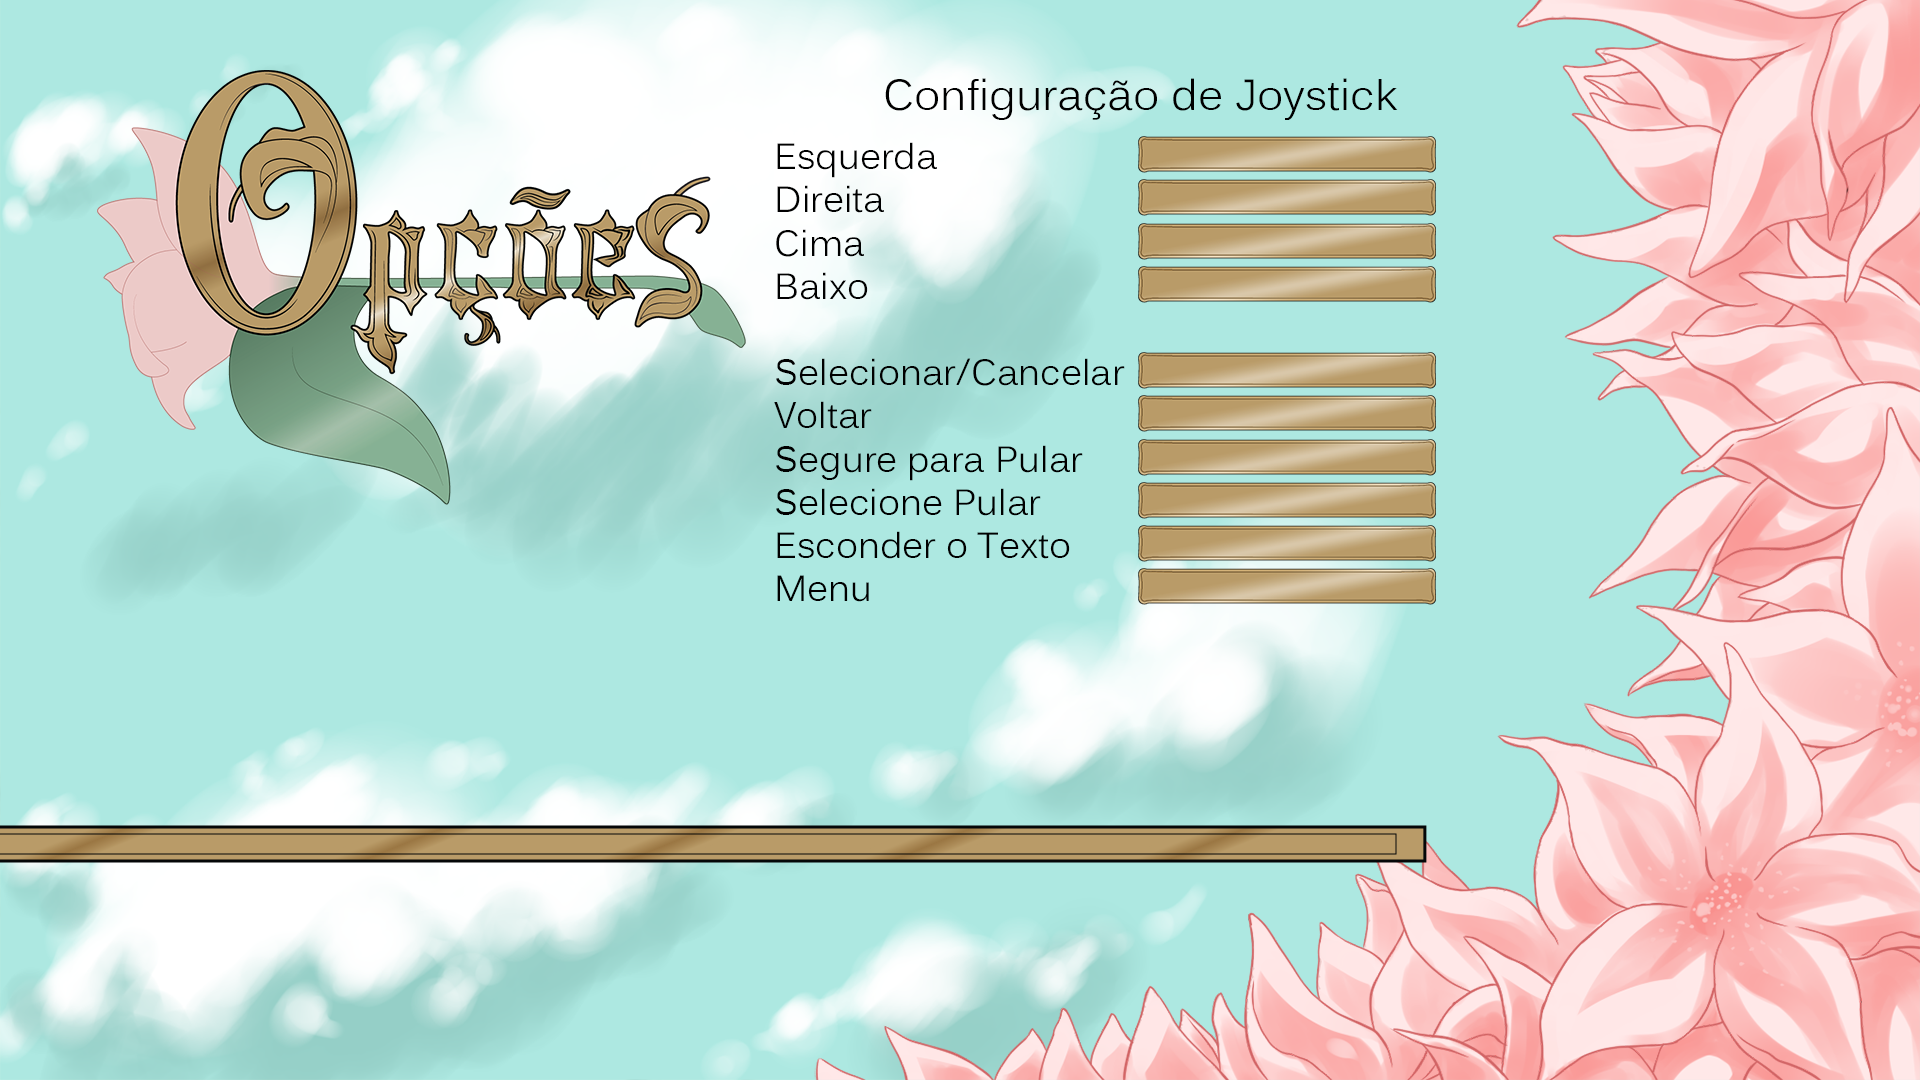 Opções
Configuração de Joystick
Esquerda
Direita
Cima
Baixo
Selecionar/Cancelar
Voltar
Segure para Pular
Selecione Pular
Esconder o Texto
Menu